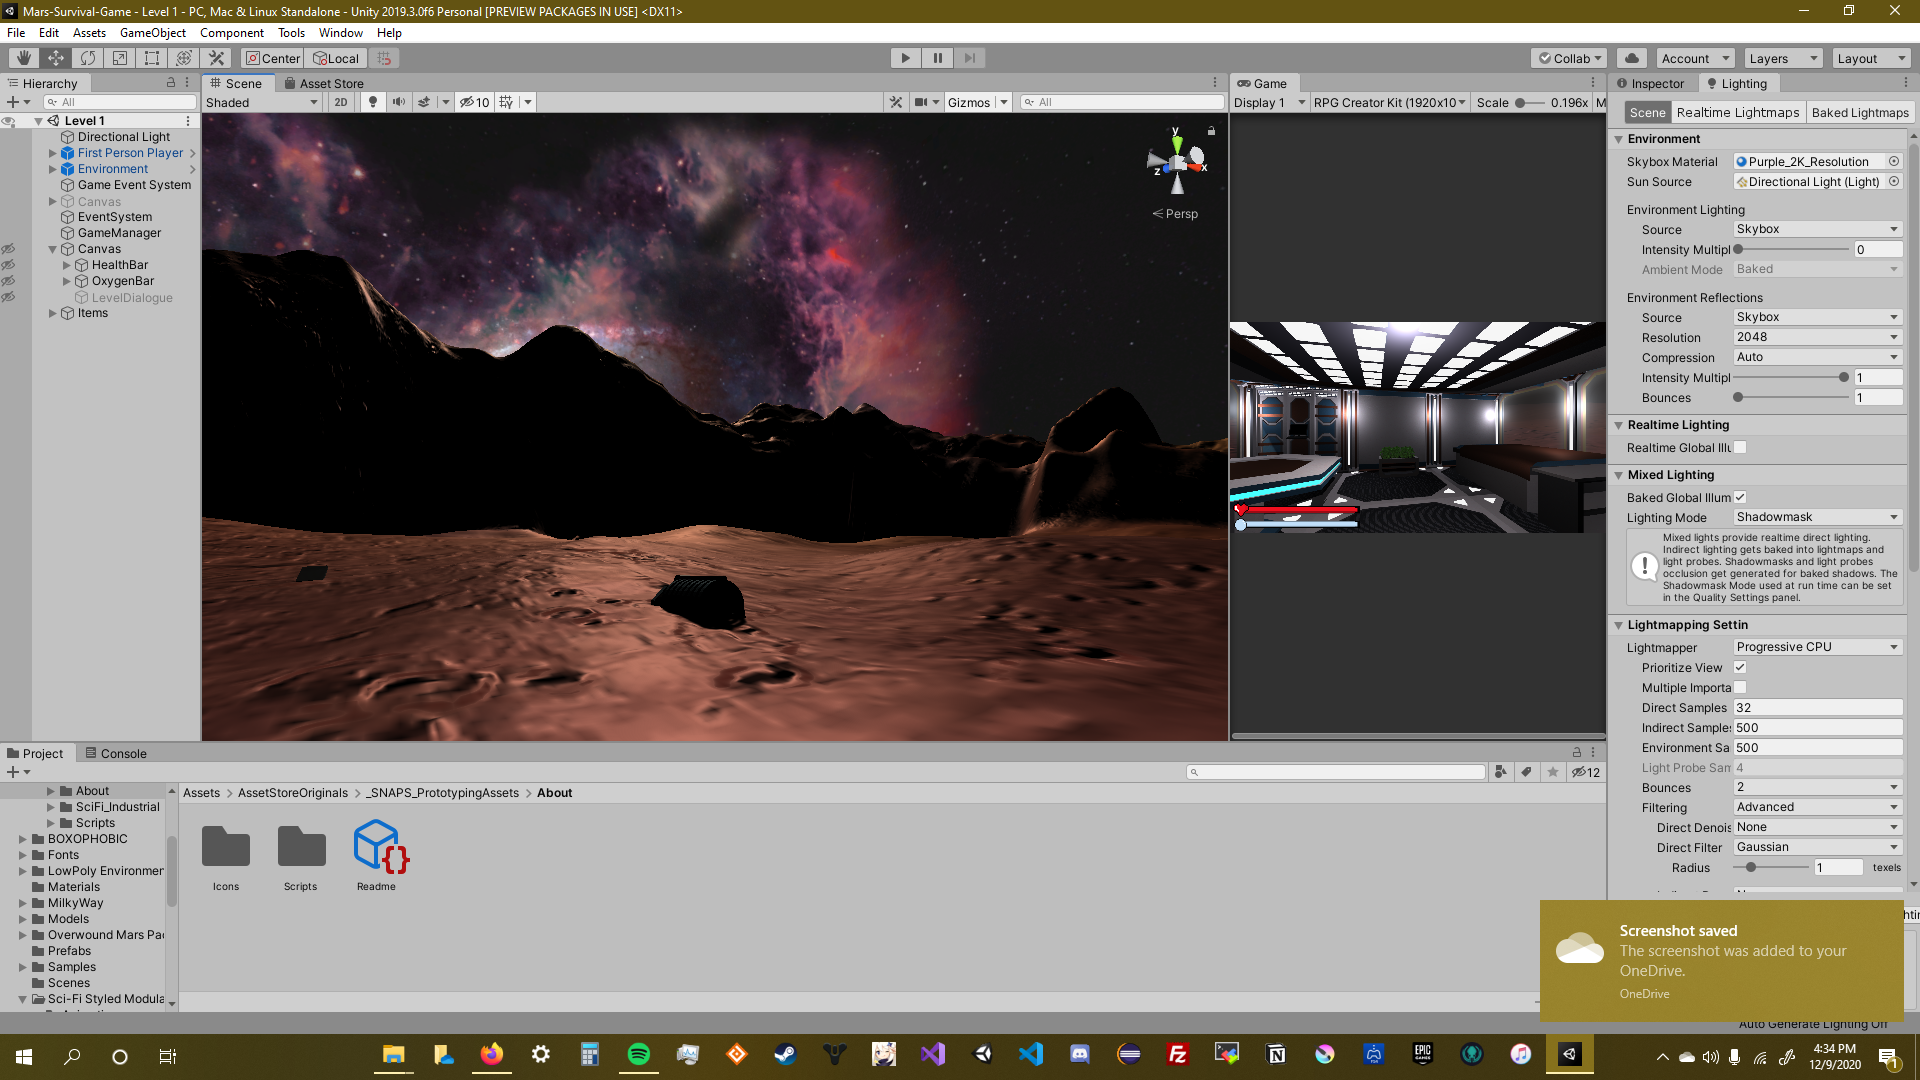 Mars-Survival-Game - Level 1 - PC, Mac & Linux Standalone - Unity 2019.3.0f6 Personal [PREVIEW PACKAGES IN USE] <DX11>
File Edit Assets GameObject Component Tools Window Help
Center Local Collab Account Layers Layout
Hierarchy
All
Level 1
Directional Light
First Person Player
Environment
Game Event System
Canvas
EventSystem
GameManager
Canvas
HealthBar
OxygenBar
LevelDialogue
Items
Scene Asset Store
Shaded 2D 10 Gizmos All
y
x
z
Persp
Game
Display 1 RPG Creator Kit (1920x10 Scale 0.196x M
Inspector Lighting
Scene Realtime Lightmaps Baked Lightmaps
Environment
Skybox Material Purple_2K_Resolution
Sun Source Directional Light (Light)
Environment Lighting
Source Skybox
Intensity Multipl 0
Ambient Mode Baked
Environment Reflections
Source Skybox
Resolution 2048
Compression Auto
Intensity Multipl 1
Bounces 1
Realtime Lighting
Realtime Global Illu
Mixed Lighting
Baked Global Illum
Lighting Mode Shadowmask
Mixed lights provide realtime direct lighting.
Indirect lighting gets baked into lightmaps and
light probes. Shadowmasks and light probes
occlusion get generated for baked shadows. The
Shadowmask Mode used at run time can be set
in the Quality Settings panel.
Lightmapping Settin
Lightmapper Progressive CPU
Prioritize View
Multiple Importa
Direct Samples 32
Indirect Samples 500
Environment Sa 500
Light Probe Sam 4
Bounces 2
Filtering Advanced
Direct Denois None
Direct Filter Gaussian
Radius 1 texels
Project Console
12
About
SciFi_Industrial
Scripts
BOXOPHOBIC
Fonts
LowPoly Environmen
Materials
MilkyWay
Models
Overwound Mars Pac
Prefabs
Samples
Scenes
Sci-Fi Styled Modula
Assets > AssetStoreOriginals > _SNAPS_PrototypingAssets > About
Icons
Scripts
Readme
Screenshot saved
The screenshot was added to your
OneDrive.
OneDrive
Auto Generate Lighting Off
4:34 PM
12/9/2020
1